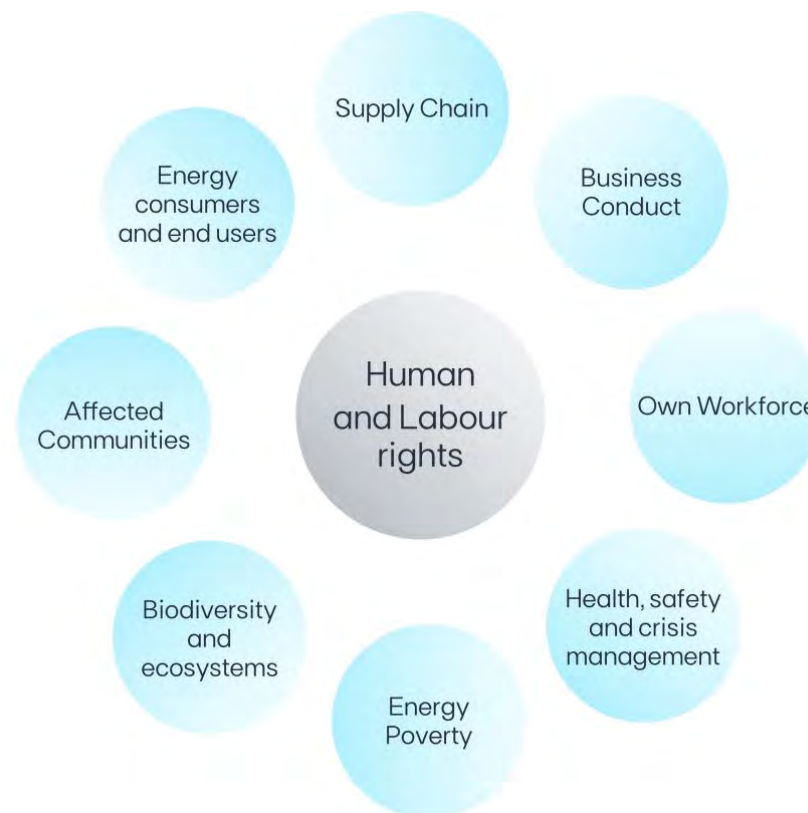 Supply Chain
Energy
consumers
and end users
Business
Conduct
Human
and Labour
rights
Affected
Communities
Own Workforce
Biodiversity
and
ecosystems
Health, safety
and crisis
management
Energy
Poverty